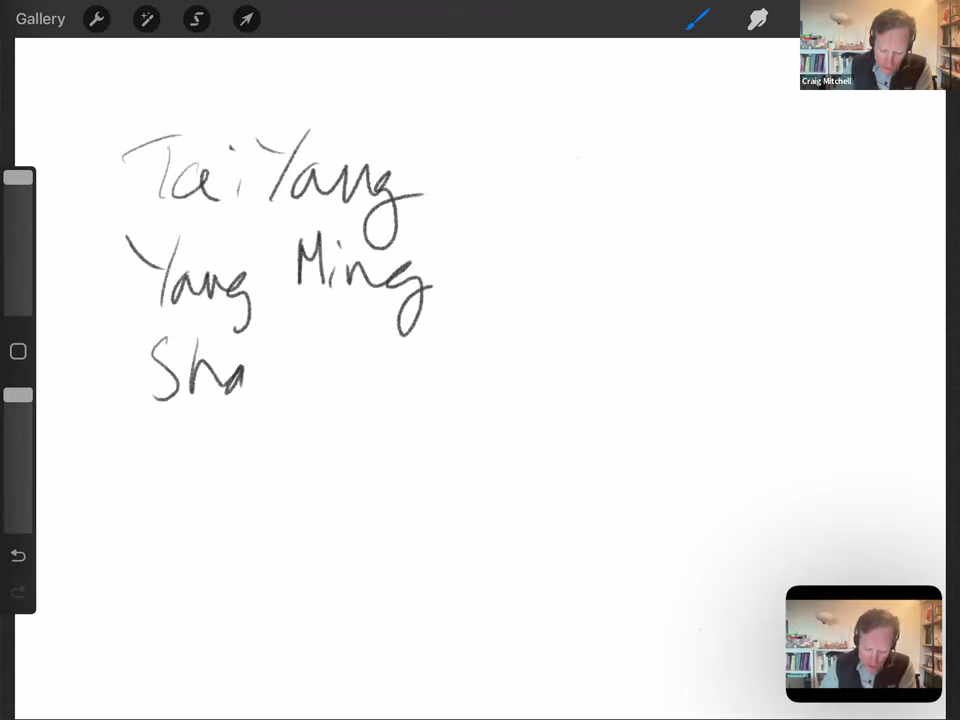 Gallery
Craig Mitchell
Tai Yang
Yang Ming
Sha